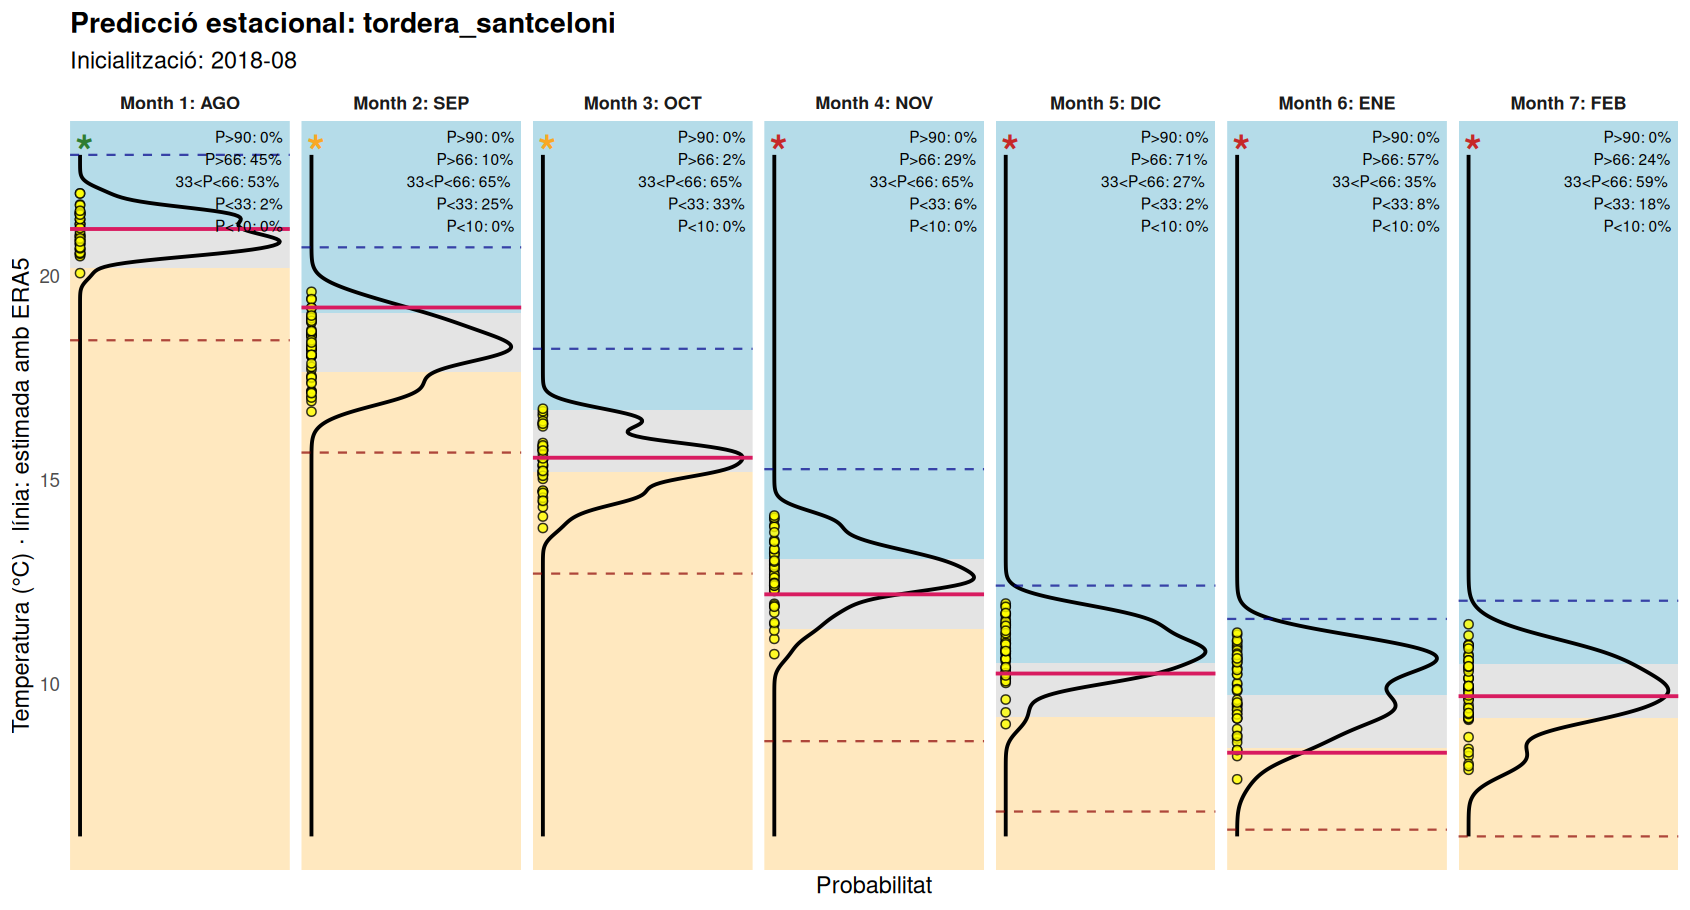 Predicció estacional: tordera_santceloni
Inicialització: 2018-08
Month 1: AGO
Month 2: SEP
Month 3: OCT
Month 4: NOV
Month 5: DIC
Month 6: ENE
Month 7: FEB
*
P>90: 0%
P>66: 45%
33<P<66: 53%
P<33: 2%
P<10: 0%
*
P>90: 0%
P>66: 10%
33<P<66: 65%
P<33: 25%
P<10: 0%
*
P>90: 0%
P>66: 2%
33<P<66: 65%
P<33: 33%
P<10: 0%
*
P>90: 0%
P>66: 29%
33<P<66: 65%
P<33: 6%
P<10: 0%
*
P>90: 0%
P>66: 71%
33<P<66: 27%
P<33: 2%
P<10: 0%
*
P>90: 0%
P>66: 57%
33<P<66: 35%
P<33: 8%
P<10: 0%
*
P>90: 0%
P>66: 24%
33<P<66: 59%
P<33: 18%
P<10: 0%
20
15
10
Temperatura (°C) · línia: estimada amb ERA5
Probabilitat